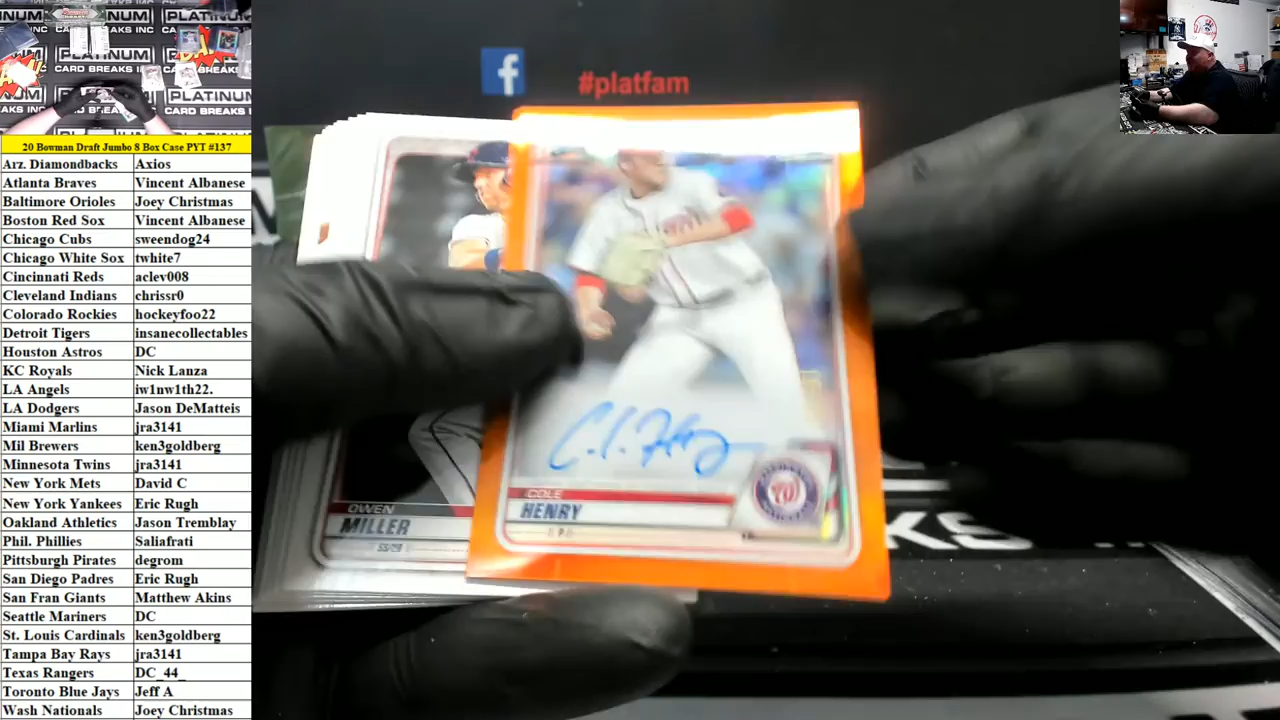 PLATINUM
CARD BREAKS INC
PLATINUM
#platfam
20 Bowman Draft Jumbo 8 Box Case PYT #137
Arz. Diamondbacks Axios
Atlanta Braves Vincent Albanese
Baltimore Orioles Joey Christmas
Boston Red Sox Vincent Albanese
Chicago Cubs sweendog24
Chicago White Sox twhite7
Cincinnati Reds aclev008
Cleveland Indians chrissr0
Colorado Rockies hockeyfoo22
Detroit Tigers insanecollectables
Houston Astros DC
KC Royals Nick Lanza
LA Angels iw1nw1th22.
LA Dodgers Jason DeMatteis
Miami Marlins jra3141
Mil Brewers ken3goldberg
Minnesota Twins jra3141
New York Mets David C
New York Yankees Eric Rugh
Oakland Athletics Jason Tremblay
Phil. Phillies Saliafrati
Pittsburgh Pirates degrom
San Diego Padres Eric Rugh
San Fran Giants Matthew Akins
Seattle Mariners DC
St. Louis Cardinals ken3goldberg
Tampa Bay Rays jra3141
Texas Rangers DC_44_
Toronto Blue Jays Jeff A
Wash Nationals Joey Christmas
OWEN
MILLER
COLE
HENRY